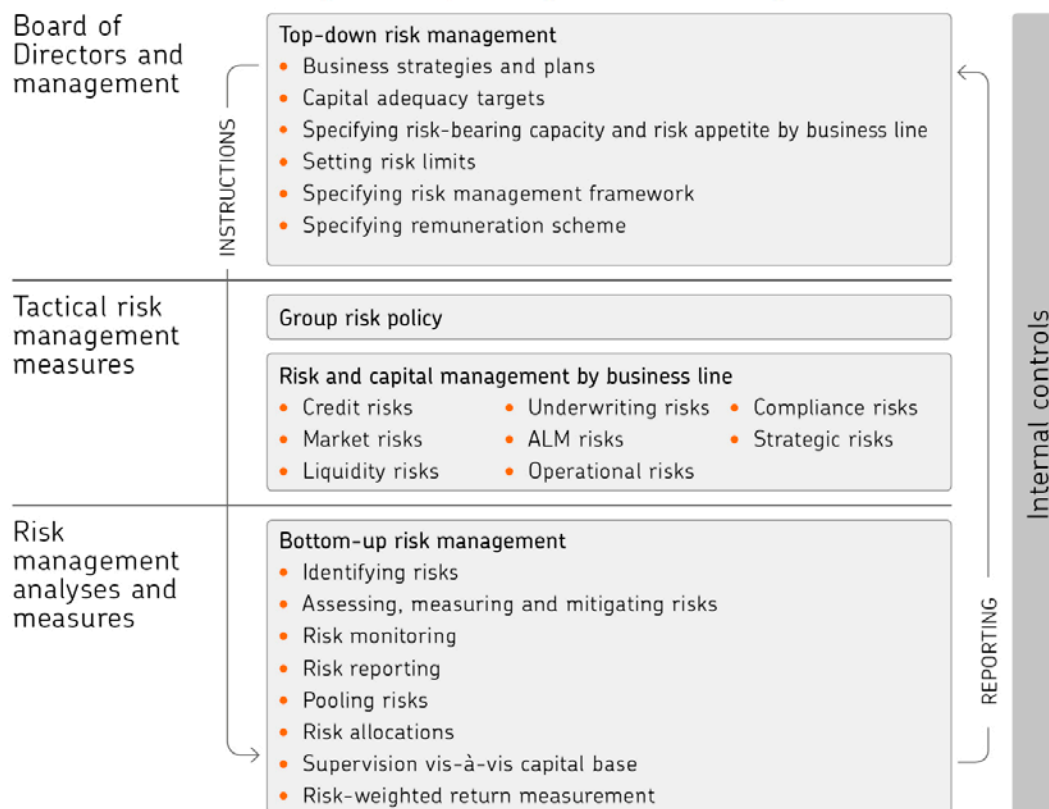 Board of
Directors and
management
INSTRUCTIONS
Top-down risk management
Business strategies and plans
Capital adequacy targets
Specifying risk-bearing capacity and risk appetite by business line
Setting risk limits
Specifying risk management framework
Specifying remuneration scheme
Tactical risk
management
measures
Group risk policy
Risk and capital management by business line
Credit risks
Market risks
Liquidity risks
Underwriting risks
ALM risks
Operational risks
Compliance risks
Strategic risks
Risk
management
analyses and
measures
Bottom-up risk management
Identifying risks
Assessing, measuring and mitigating risks
Risk monitoring
Risk reporting
Pooling risks
Risk allocations
Supervision vis-à-vis capital base
Risk-weighted return measurement
REPORTING
Internal controls